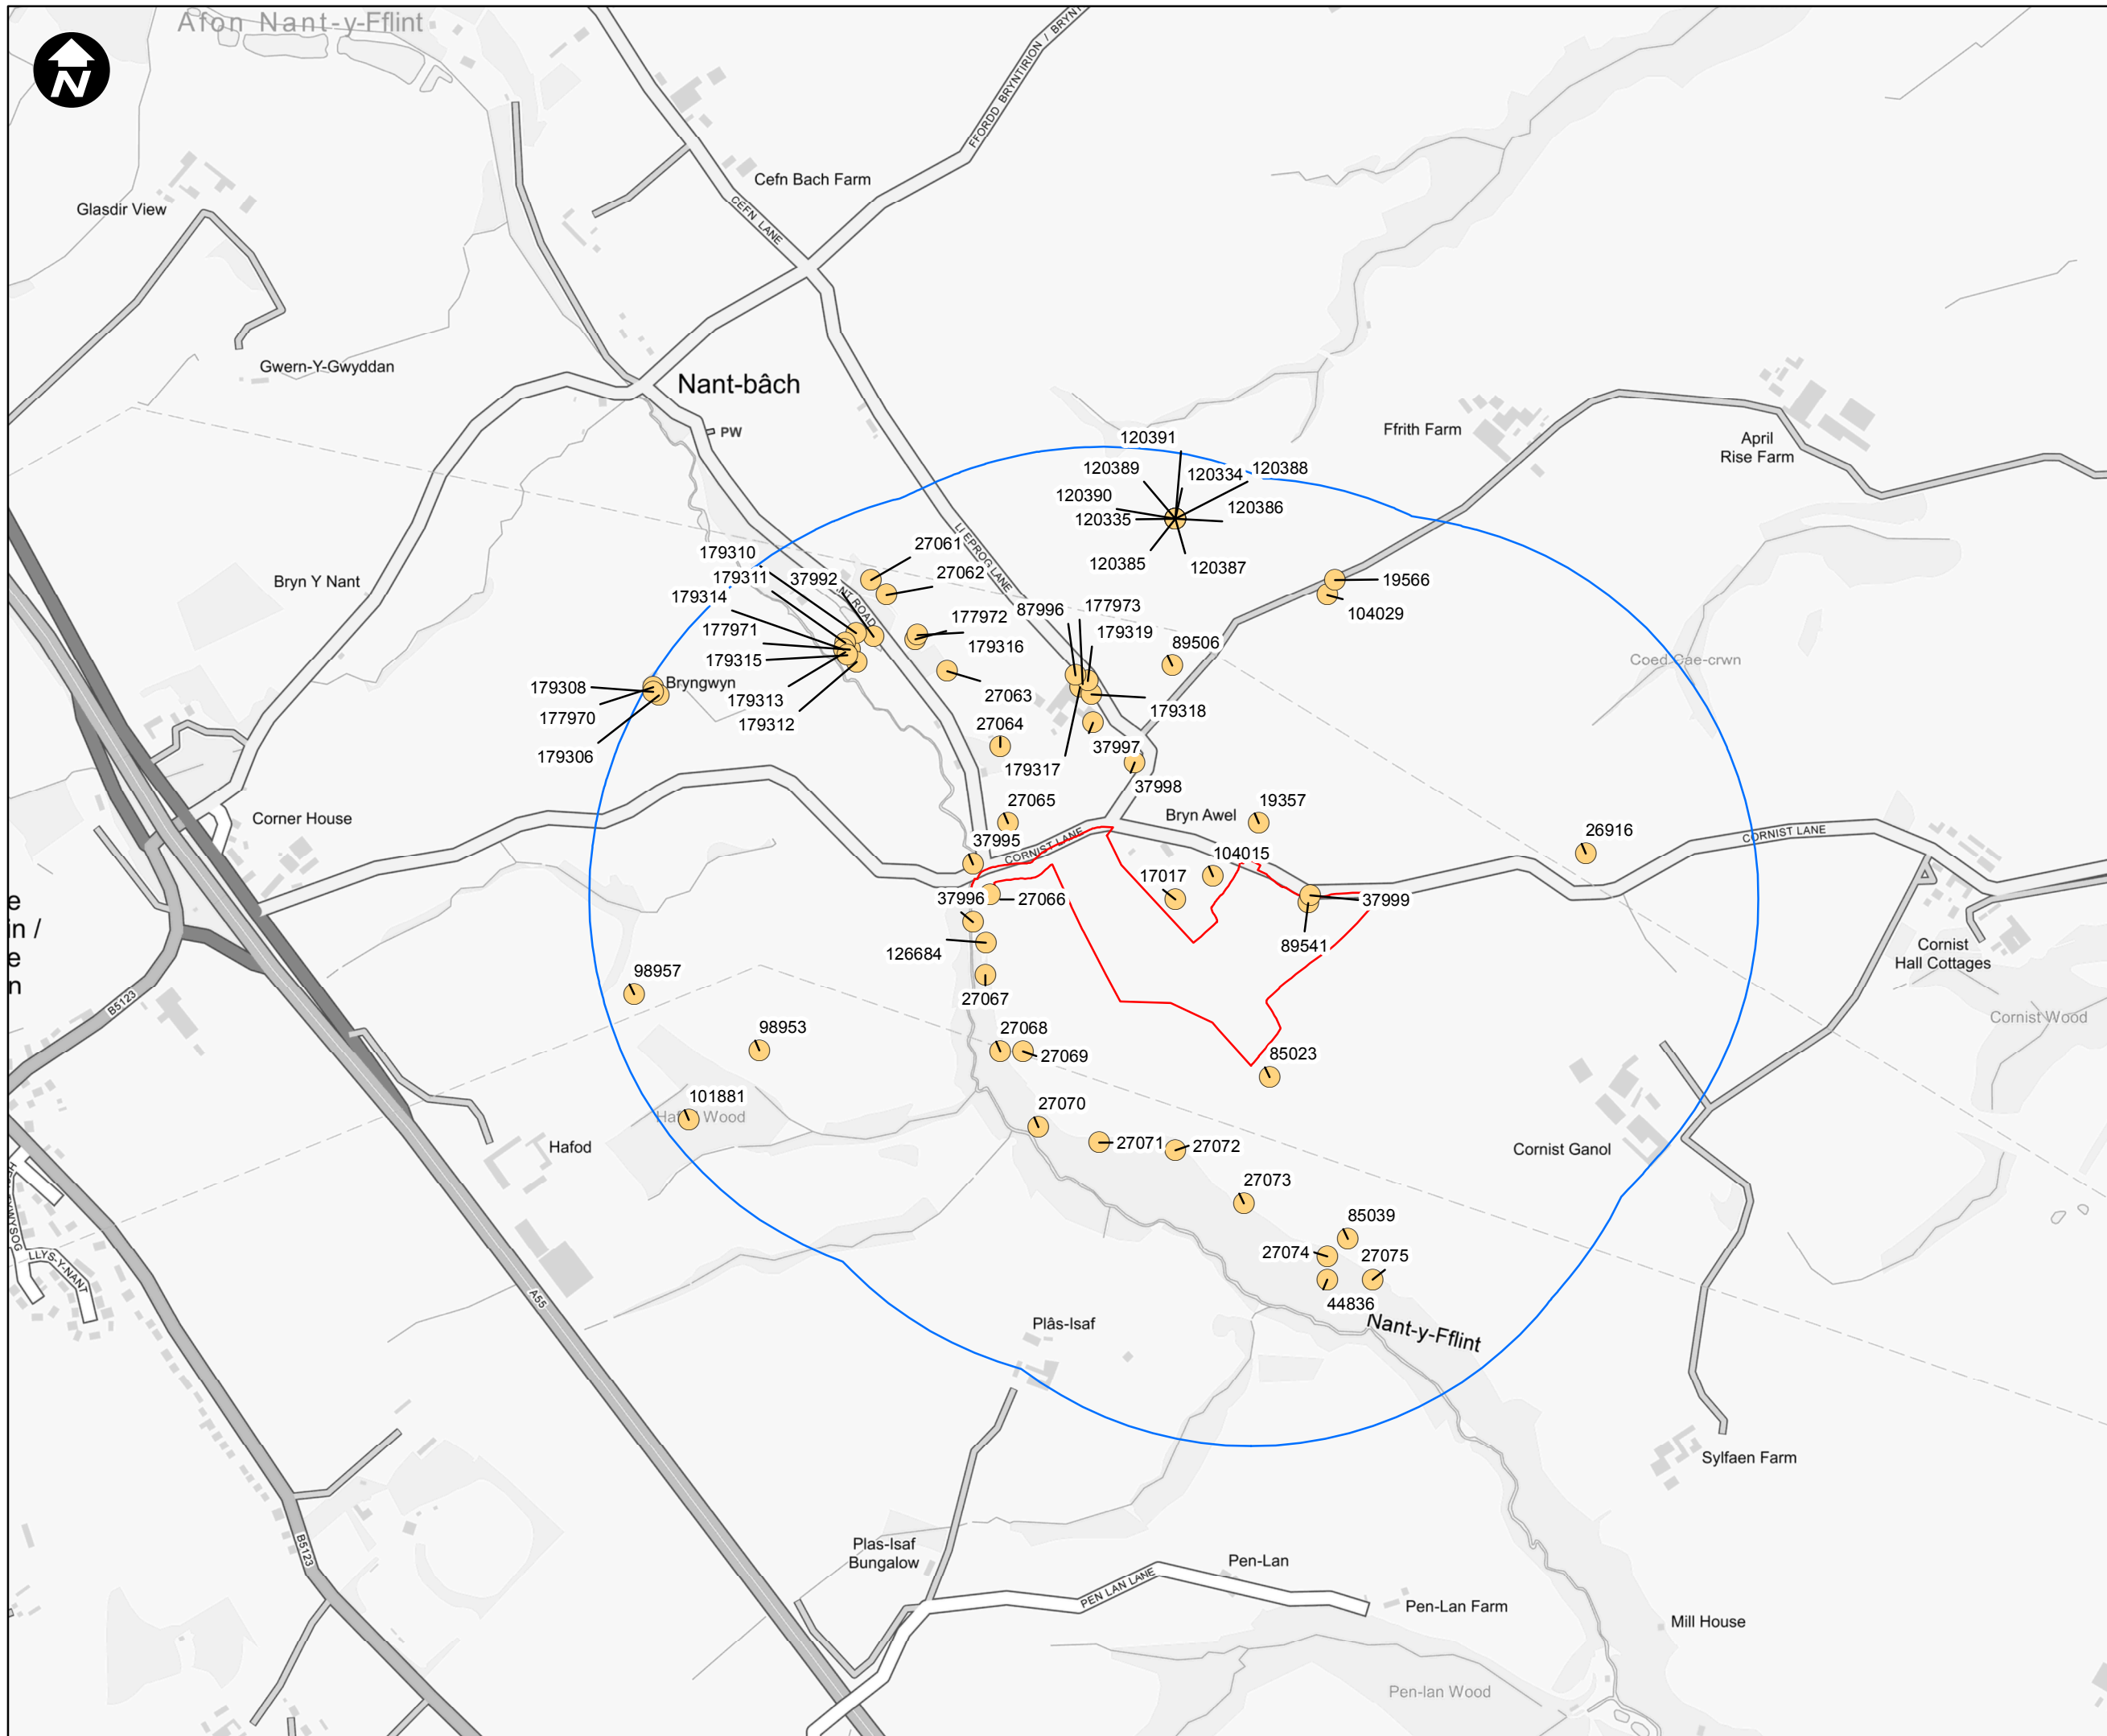 Afon Nant-y-Fflint
N
FFORDD BRYNTIRION / BRYNT
Cefn Bach Farm
CEFN LANE
Glasdir View
Gwern-Y-Gwyddan
Nant-bâch
PW
Ffrith Farm
April
Rise Farm
120391
120389
120334
120388
120390
120386
120335
120385
120387
LLEPROG LANE
27061
179310
27062
179311
37992
NT ROAD
Bryn Y Nant
179314
87996
177973
19566
104029
177971
177972
179319
179316
89506
179315
Coed Cae-crwn
179308
Bryngwyn
179313
27063
179318
177970
179312
27064
37997
179306
179317
37998
27065
Bryn Awel
19357
Corner House
37995
CORNIST LANE
104015
26916
CORNIST LANE
17017
37996
27066
37999
89541
126684
Cornist
Hall Cottages
e
in /
e
n
98957
27067
B5123
Cornist Wood
98953
27068
27069
85023
101881
27070
Hafod Wood
Hafod
27071
27072
Cornist Ganol
27073
85039
27074
27075
LLYS-Y-NANT
A55
44836
Plâs-Isaf
Nant-y-Fflint
Sylfaen Farm
B5123
Plas-Isaf
Bungalow
Pen-Lan
PEN LAN LANE
Pen-Lan Farm
Mill House
Pen-lan Wood